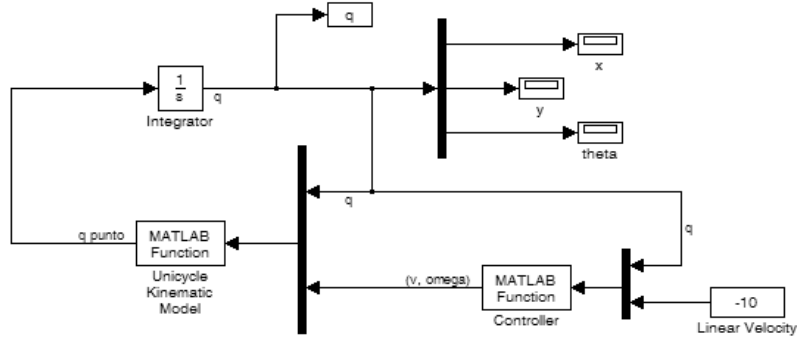 q
x
1
s
q
Integrator
y
theta
q
q punto
MATLAB
Function
Unicycle
Kinematic
Model
(v, omega)
MATLAB
Function
Controller
q
-10
Linear Velocity